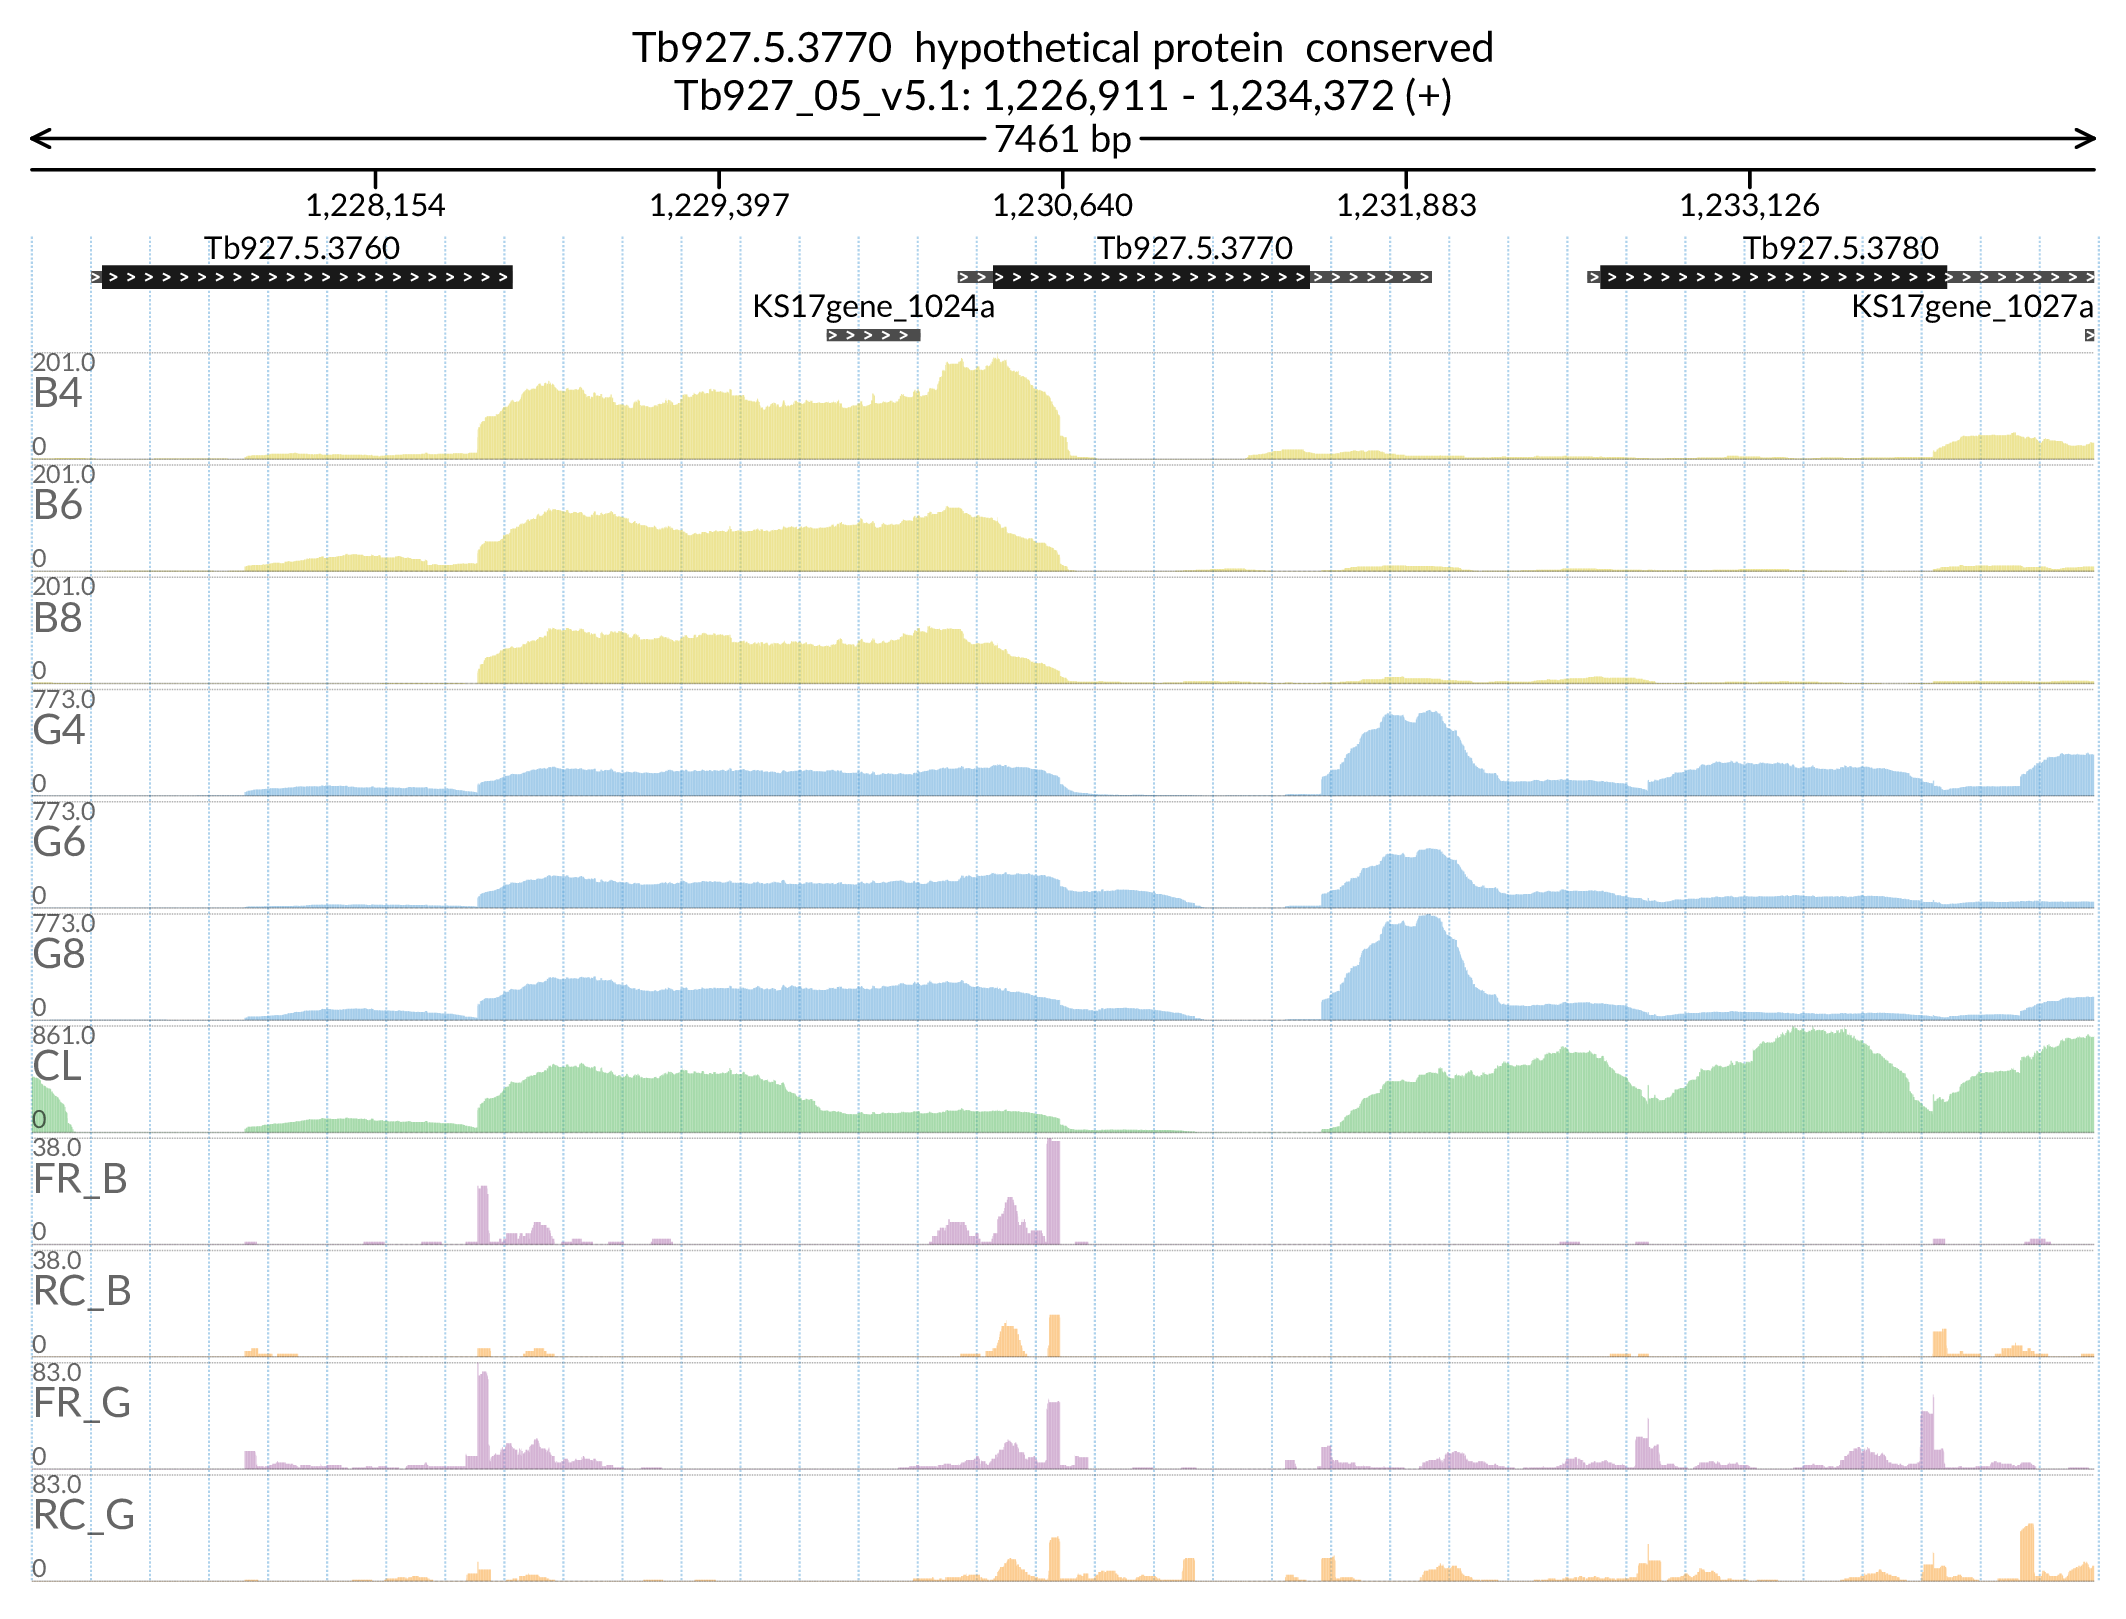 Tb927.5.3770 hypothetical protein conserved
Tb927_05_v5.1: 1,226,911 - 1,234,372 (+)
7461 bp
1,228,154 1,229,397 1,230,640 1,231,883 1,233,126
Tb927.5.3760 Tb927.5.3770 Tb927.5.3780
KS17gene_1024a KS17gene_1027a
201.0
B4
0
201.0
B6
0
201.0
B8
0
773.0
G4
0
773.0
G6
0
773.0
G8
0
861.0
CL
0
38.0
FR_B
0
38.0
RC_B
0
83.0
FR_G
0
83.0
RC_G
0